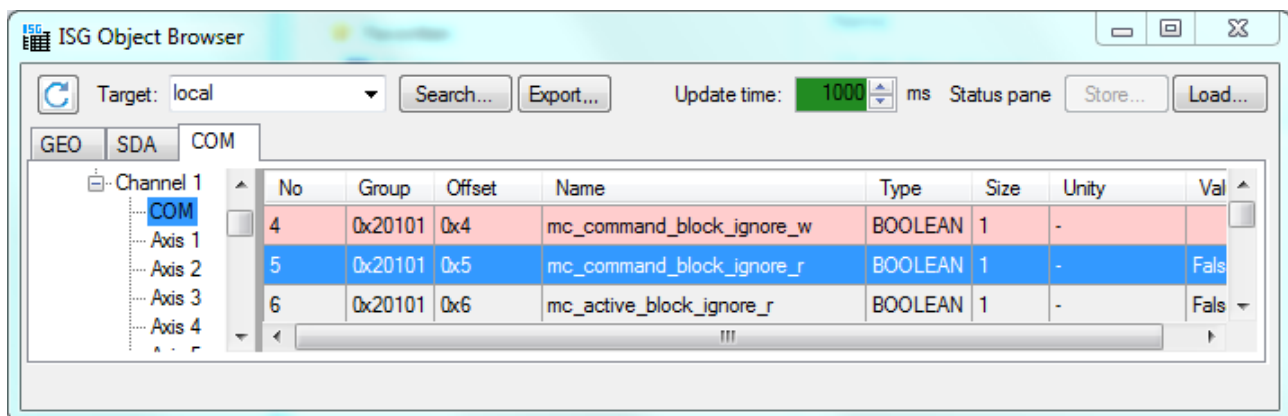 ISG Object Browser
Target: local Search... Export... Update time: 1000 ms Status pane Store... Load...
GEO SDA COM
Channel 1
COM
Axis 1
Axis 2
Axis 3
Axis 4
No Group Offset Name Type Size Unity Val
4 0x20101 0x4 mc_command_block_ignore_w BOOLEAN 1 -
5 0x20101 0x5 mc_command_block_ignore_r BOOLEAN 1 - Fals
6 0x20101 0x6 mc_active_block_ignore_r BOOLEAN 1 - Fals